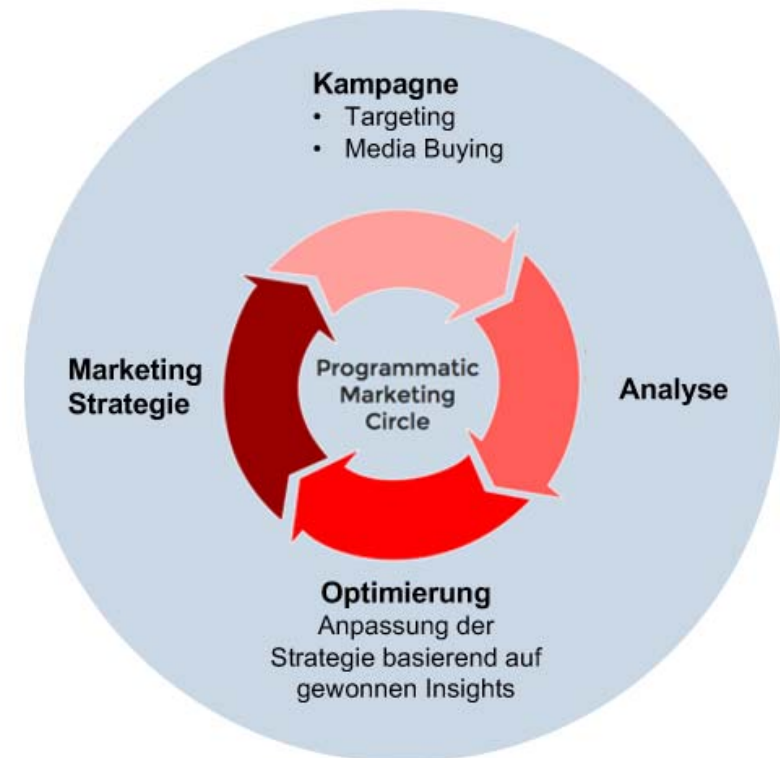 Kampagne
• Targeting
• Media Buying
Marketing
Strategie
Programmatic
Marketing
Circle
Analyse
Optimierung
Anpassung der
Strategie basierend auf
gewonnen Insights